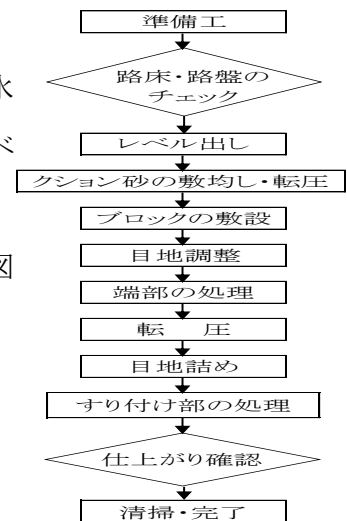 準備工
路床・路盤の
チェック
レベル出し
クション砂の敷均し・転圧
ブロックの敷設
目地調整
端部の処理
転　圧
目地詰め
すり付け部の処理
仕上がり確認
清掃・完了
図